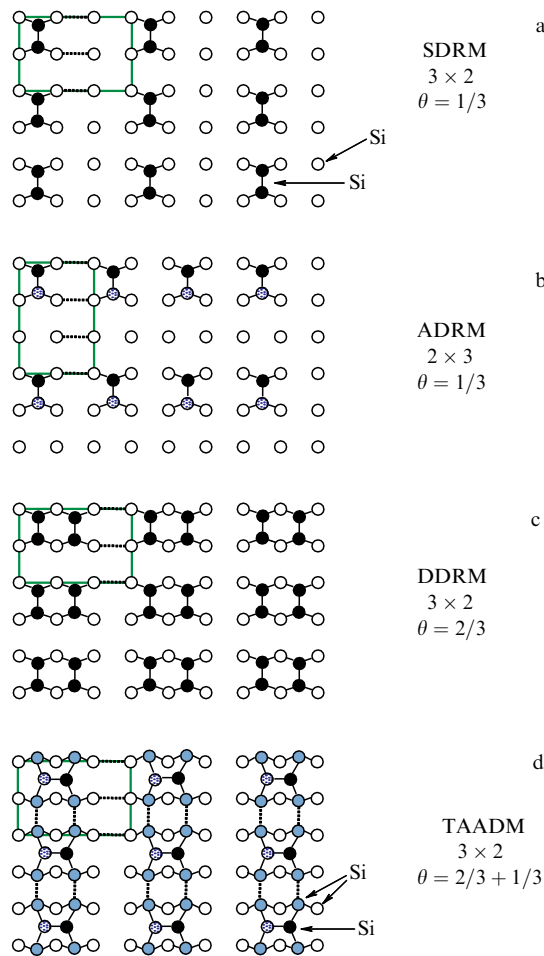 a
SDRM
3 × 2
θ = 1/3
Si
Si
b
ADRM
2 × 3
θ = 1/3
c
DDRM
3 × 2
θ = 2/3
d
TAADM
3 × 2
θ = 2/3 + 1/3
Si
Si